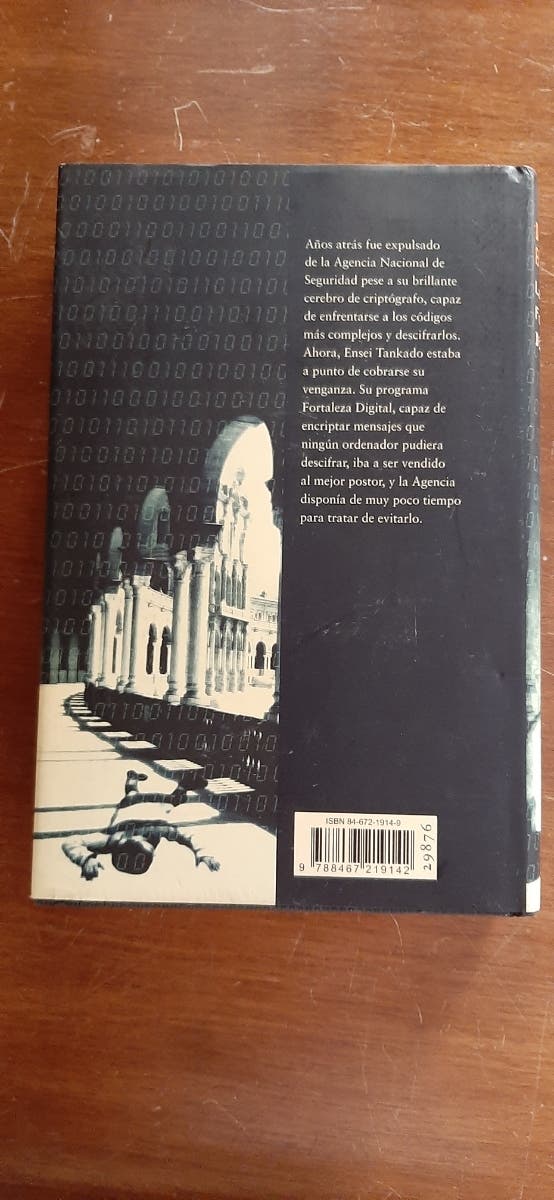 Años atrás fue expulsado
de la Agencia Nacional de
Seguridad pese a su brillante
cerebro de criptógrafo, capaz
de enfrentarse a los códigos
más complejos y descifrarlos.
Ahora, Ensei Tankado estaba
a punto de cobrarse su
venganza. Su programa
Fortaleza Digital, capaz de
encriptar mensajes que
ningún ordenador pudiera
descifrar, iba a ser vendido
al mejor postor, y la Agencia
disponía de muy poco tiempo
para tratar de evitarlo.
ISBN 84-672-1914-9
9 788467 219142
29876